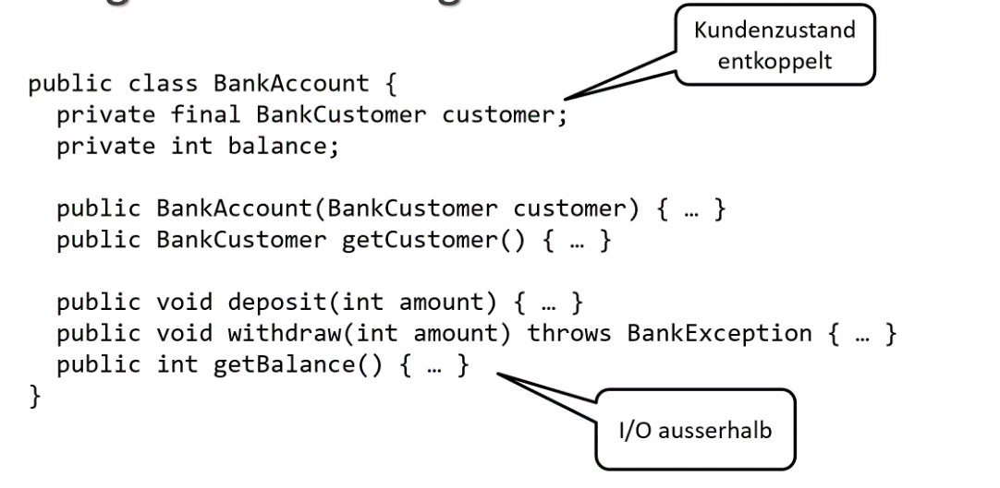 Kundenzustand
entkoppelt
public class BankAccount {
  private final BankCustomer customer;
  private int balance;
  public BankAccount(BankCustomer customer) { … }
  public BankCustomer getCustomer() { … }
  public void deposit(int amount) { … }
  public void withdraw(int amount) throws BankException { … }
  public int getBalance() { … }
}
I/O ausserhalb